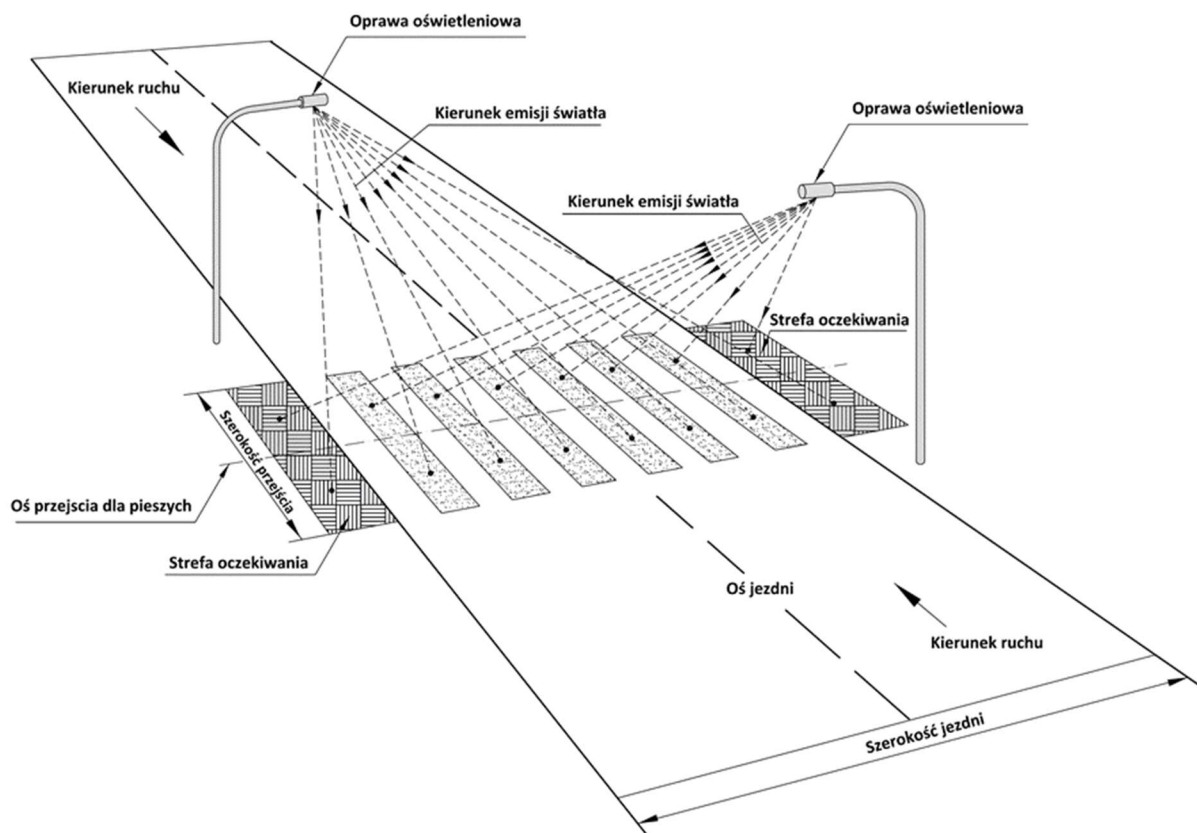 Oprawa oświetleniowa
Kierunek ruchu
Kierunek emisji światła
Oprawa oświetleniowa
Kierunek emisji światła
Strefa oczekiwania
Szerokość przejścia
Oś przejscia dla pieszych
Strefa oczekiwania
Oś jezdni
Kierunek ruchu
Szerokość jezdni